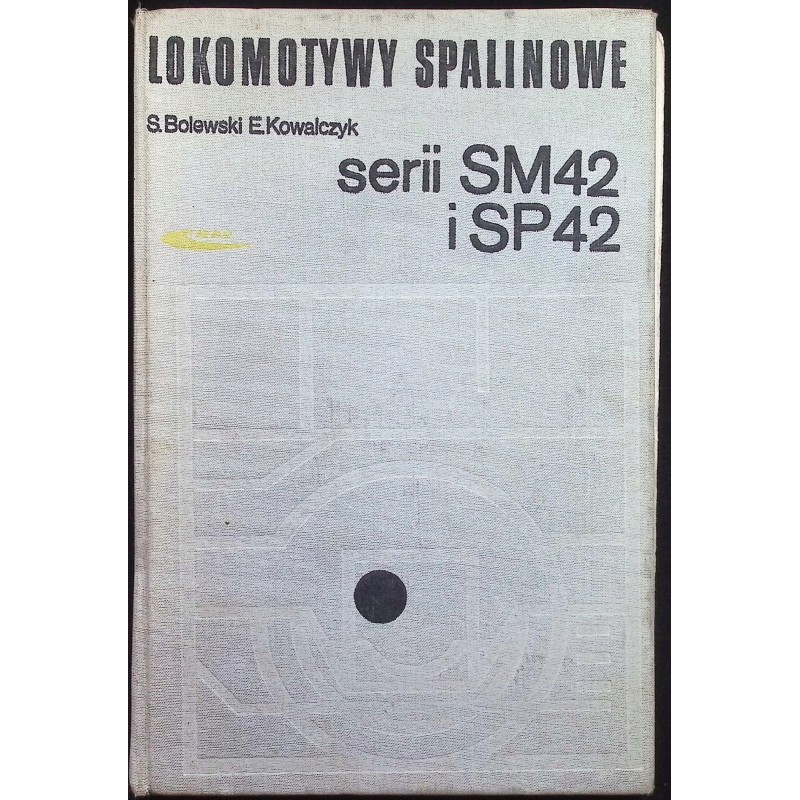 LOKOMOTYWY SPALINOWE
S.Bolewski E.Kowalczyk
serii SM42
i SP42